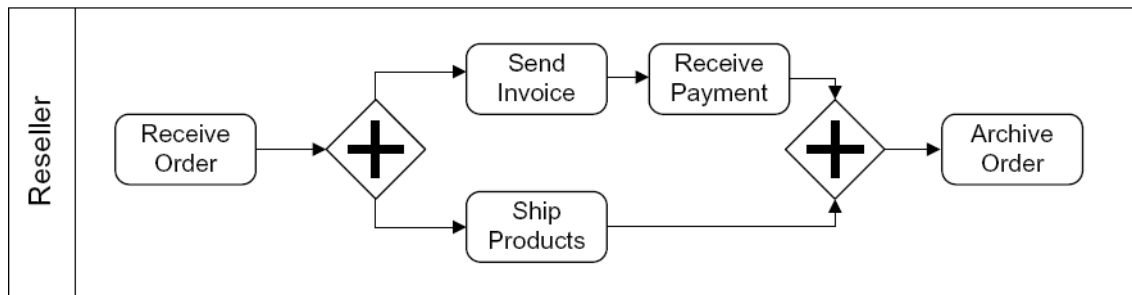 Reseller
Receive
Order
Send
Invoice
Receive
Payment
Ship
Products
Archive
Order